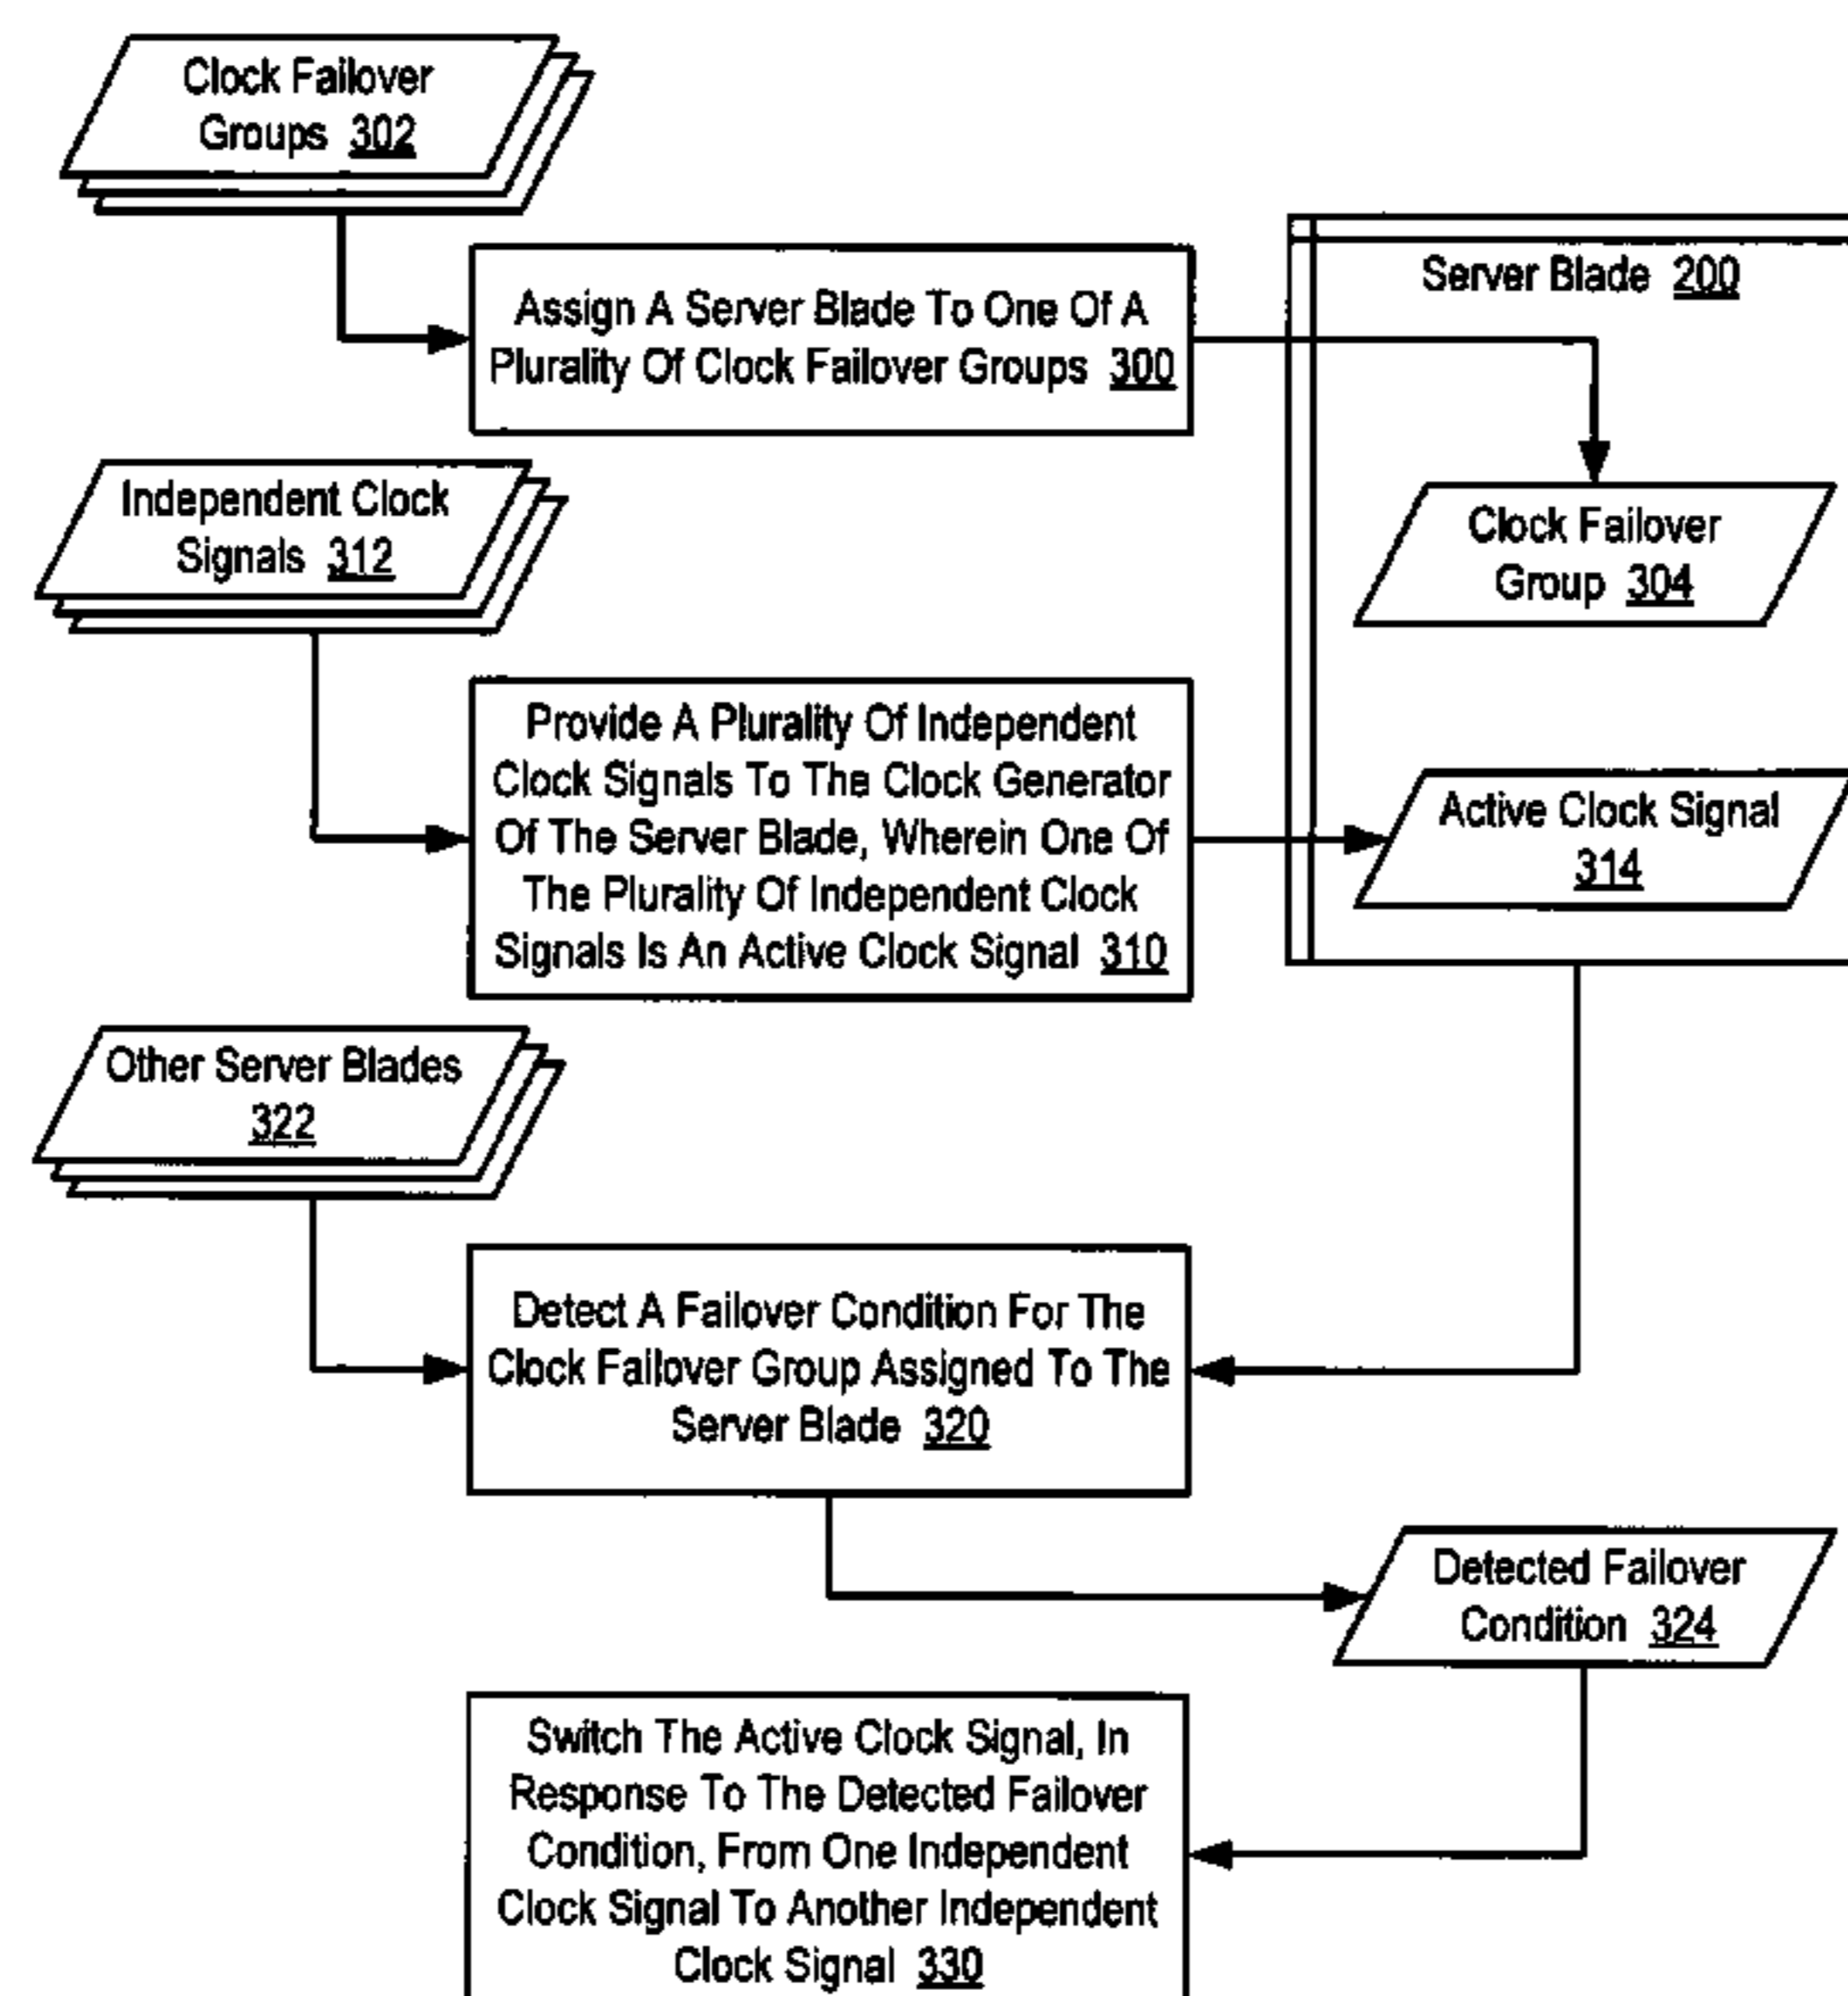 Clock Failover
Groups 302
Server Blade 200
Assign A Server Blade To One Of A
Plurality Of Clock Failover Groups 300
Independent Clock
Signals 312
Clock Failover
Group 304
Provide A Plurality Of Independent
Clock Signals To The Clock Generator
Of The Server Blade, Wherein One Of
The Plurality Of Independent Clock
Signals Is An Active Clock Signal 310
Active Clock Signal
314
Other Server Blades
322
Detect A Failover Condition For The
Clock Failover Group Assigned To The
Server Blade 320
Detected Failover
Condition 324
Switch The Active Clock Signal, In
Response To The Detected Failover
Condition, From One Independent
Clock Signal To Another Independent
Clock Signal 330